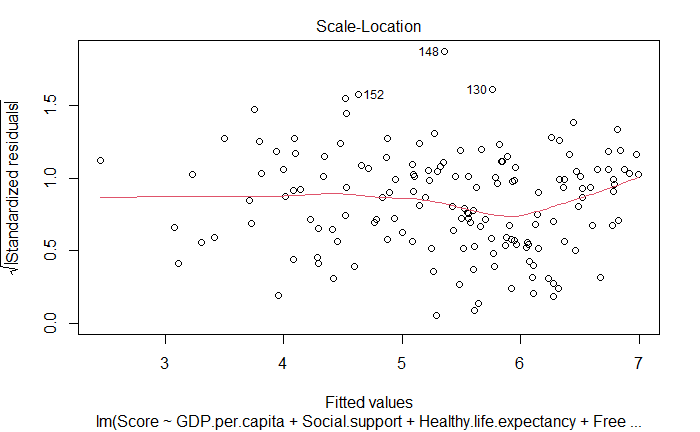 Scale-Location
√|Standardized residuals|
1.5
1.0
0.5
0.0
148
130
152
3 4 5 6 7
Fitted values
lm(Score ~ GDP.per.capita + Social.support + Healthy.life.expectancy + Free ...